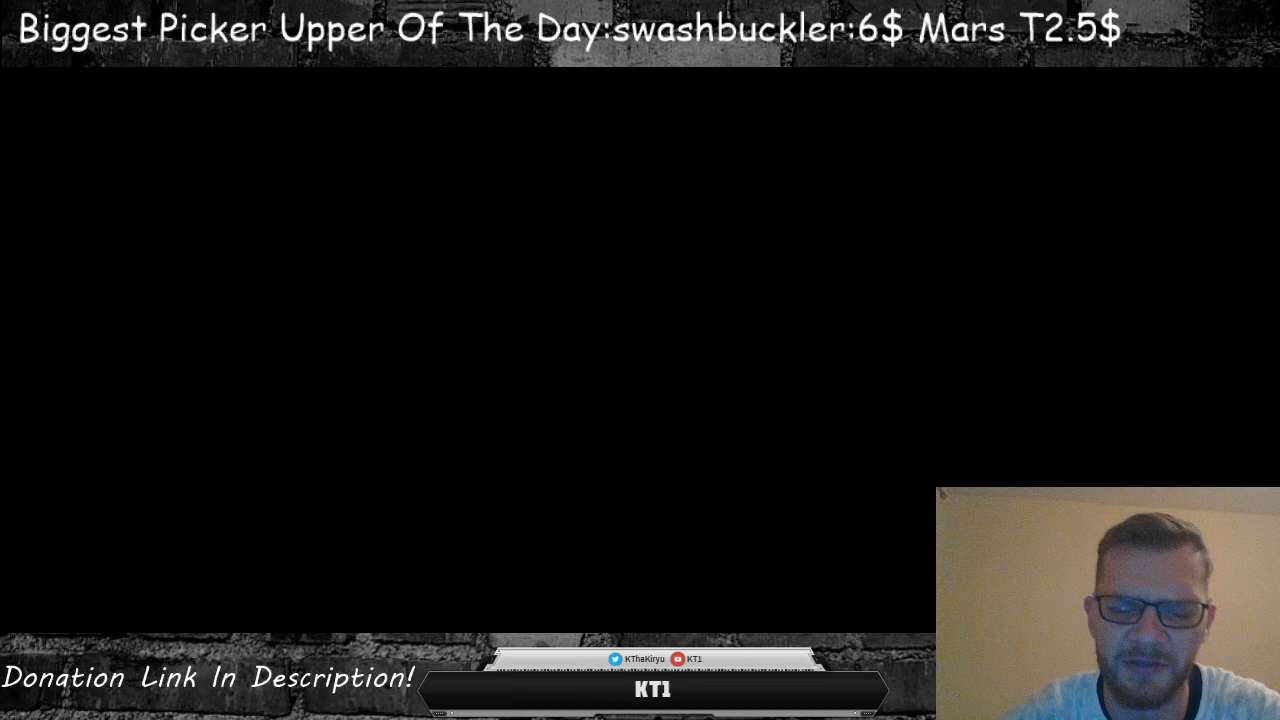 Biggest Picker Upper Of The Day:swashbuckler:6$ Mars T2.5$
KTheKiryu KT1
Donation Link In Description!
KT1